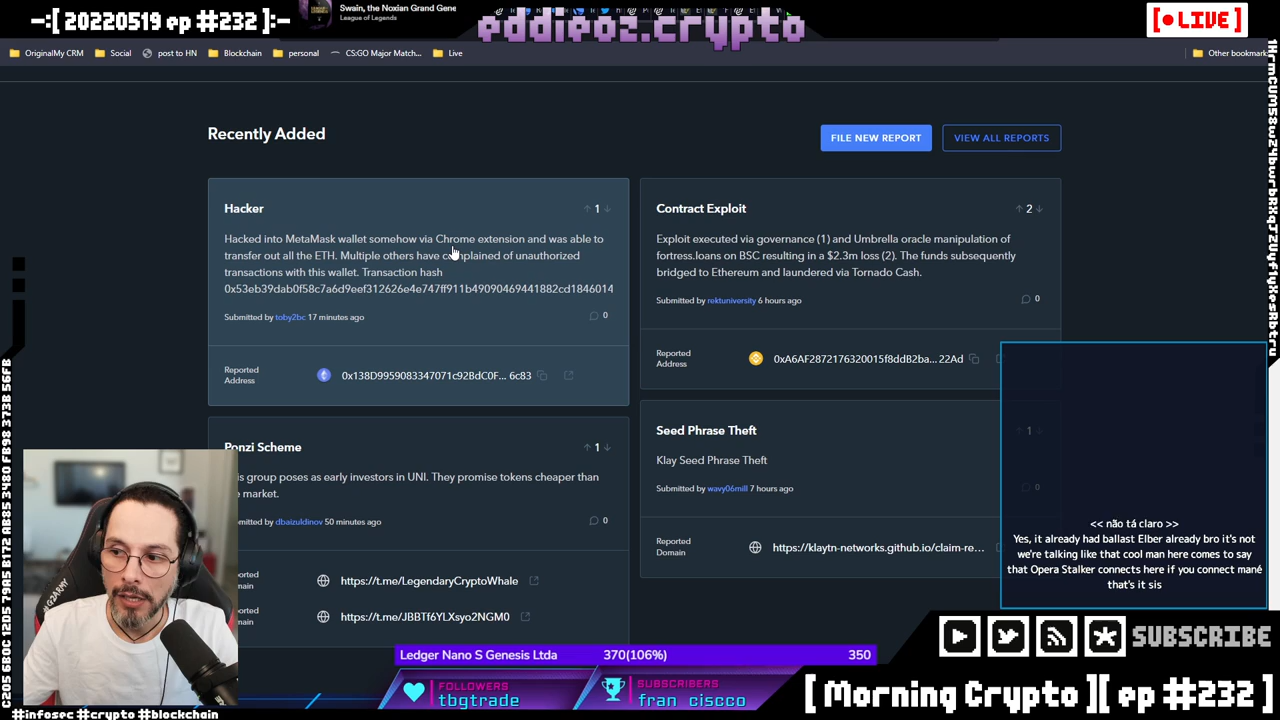 -:[ 20220519 ep #232 ]:-
Swain, the Noxian Grand Gene
League of Legends
eddieoz.crypto
[ • LIVE ]
OriginalMy CRM
Social
post to HN
Blockchain
personal
CS:GO Major Match...
Live
Other bookmark
Recently Added
FILE NEW REPORT
VIEW ALL REPORTS
Hacker
1
Hacked into MetaMask wallet somehow via Chrome extension and was able to
transfer out all the ETH. Multiple others have complained of unauthorized
transactions with this wallet. Transaction hash
0x53eb39dab0f58c7a6d9eef312626e4e747ff911b49090469441882cd1846014
Submitted by toby2bc 17 minutes ago
0
Reported
Address
0x138D9959083347071c92BdC0F... 6c83
Contract Exploit
2
Exploit executed via governance (1) and Umbrella oracle manipulation of
fortress.loans on BSC resulting in a $2.3m loss (2). The funds subsequently
bridged to Ethereum and laundered via Tornado Cash.
Submitted by rektuniversity 6 hours ago
0
Reported
Address
0xA6AF2872176320015f8ddB2ba... 22Ad
Ponzi Scheme
1
is group poses as early investors in UNI. They promise tokens cheaper than
market.
bmitted by dbaizuldinov 50 minutes ago
0
https://t.me/LegendaryCryptoWhale
https://t.me/JBBTf6YLXsyo2NGM0
Seed Phrase Theft
1
Klay Seed Phrase Theft
Submitted by wavy06mill 7 hours ago
0
Reported
Domain
https://klaytn-networks.github.io/claim-re...
<< não tá claro >>
Yes, it already had ballast Elber already bro it's not
we're talking like that cool man here comes to say
that Opera Stalker connects here if you connect mané
that's it sis
SUBSCRIBE
Ledger Nano S Genesis Ltda
370(106%)
350
FOLLOWERS
tbgtrade
SUBSCRIBERS
fran_ciscco
[ Morning Crypto ][ ep #232 ]
#infosec #crypto #blockchain